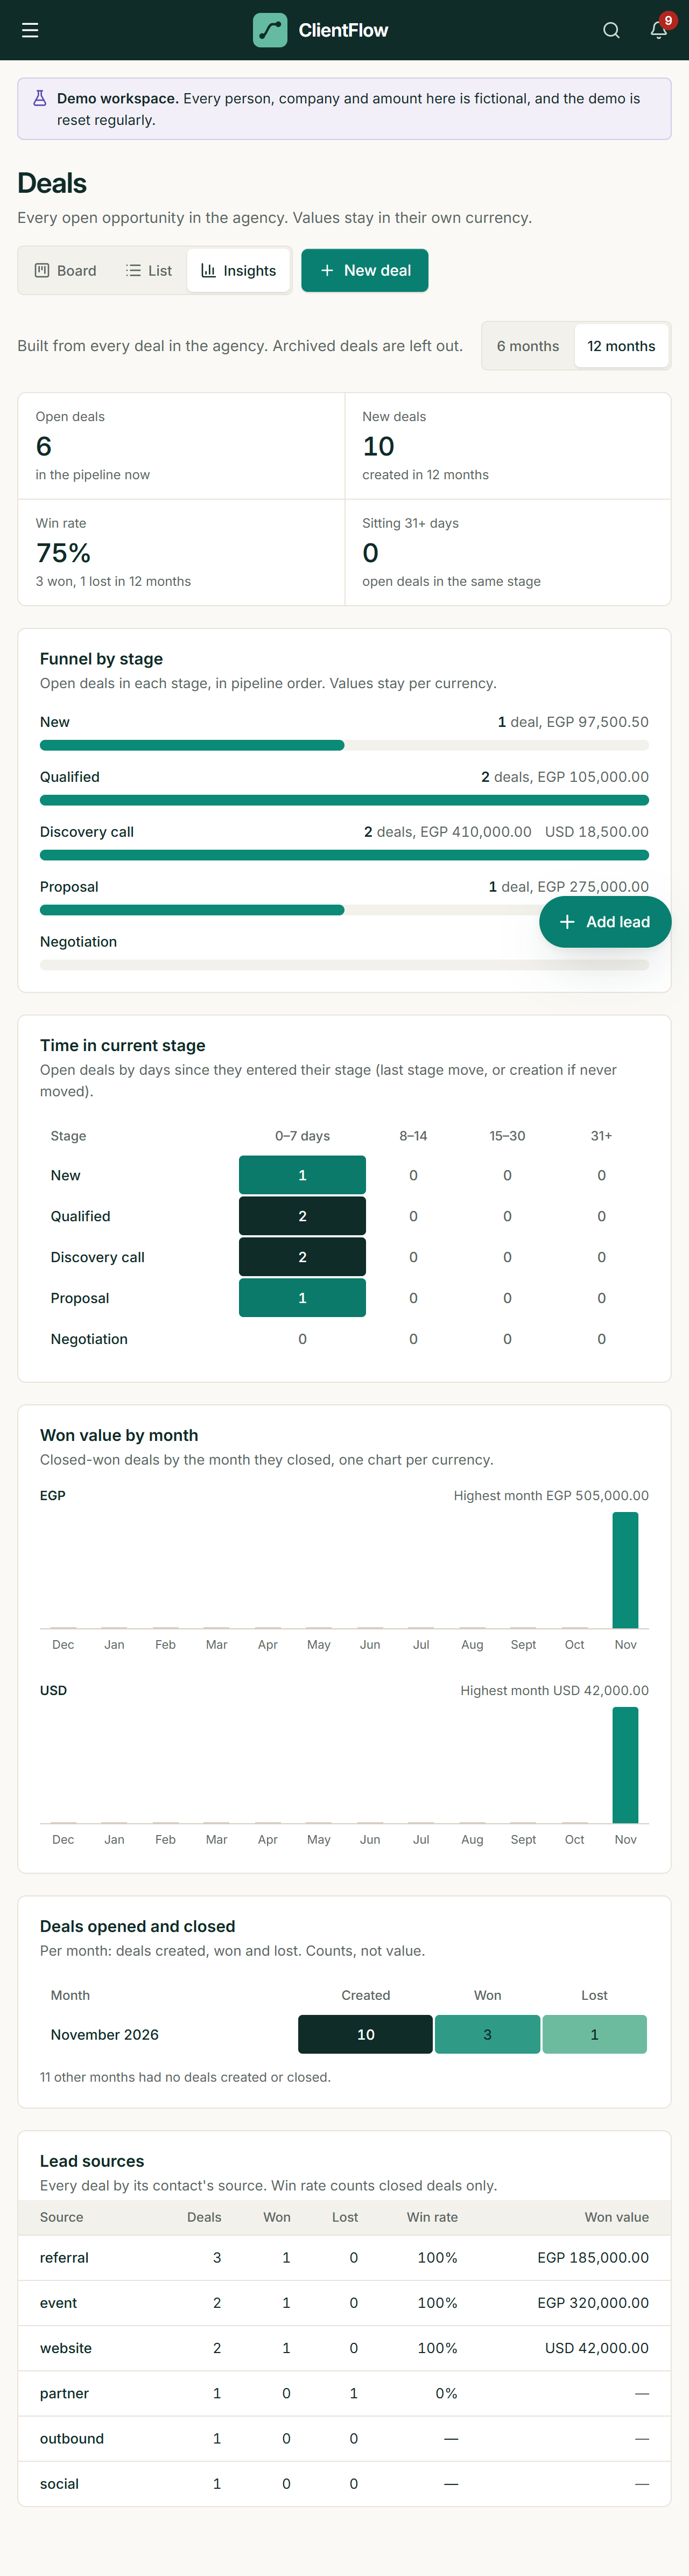 ClientFlow
9
Demo workspace. Every person, company and amount here is fictional, and the demo is
reset regularly.
Deals
Every open opportunity in the agency. Values stay in their own currency.
Board
List
Insights
+ New deal
Built from every deal in the agency. Archived deals are left out.
6 months
12 months
Open deals
6
in the pipeline now
New deals
10
created in 12 months
Win rate
75%
3 won, 1 lost in 12 months
Sitting 31+ days
0
open deals in the same stage
Funnel by stage
Open deals in each stage, in pipeline order. Values stay per currency.
New 1 deal, EGP 97,500.50
Qualified 2 deals, EGP 105,000.00
Discovery call 2 deals, EGP 410,000.00 USD 18,500.00
Proposal 1 deal, EGP 275,000.00
+ Add lead
Negotiation
Time in current stage
Open deals by days since they entered their stage (last stage move, or creation if never
moved).
Stage 0–7 days 8–14 15–30 31+
New 1 0 0 0
Qualified 2 0 0 0
Discovery call 2 0 0 0
Proposal 1 0 0 0
Negotiation 0 0 0 0
Won value by month
Closed-won deals by the month they closed, one chart per currency.
EGP Highest month EGP 505,000.00
Dec Jan Feb Mar Apr May Jun Jul Aug Sept Oct Nov
USD Highest month USD 42,000.00
Dec Jan Feb Mar Apr May Jun Jul Aug Sept Oct Nov
Deals opened and closed
Per month: deals created, won and lost. Counts, not value.
Month Created Won Lost
November 2026 10 3 1
11 other months had no deals created or closed.
Lead sources
Every deal by its contact's source. Win rate counts closed deals only.
Source Deals Won Lost Win rate Won value
referral 3 1 0 100% EGP 185,000.00
event 2 1 0 100% EGP 320,000.00
website 2 1 0 100% USD 42,000.00
partner 1 0 1 0% —
outbound 1 0 0 — —
social 1 0 0 — —